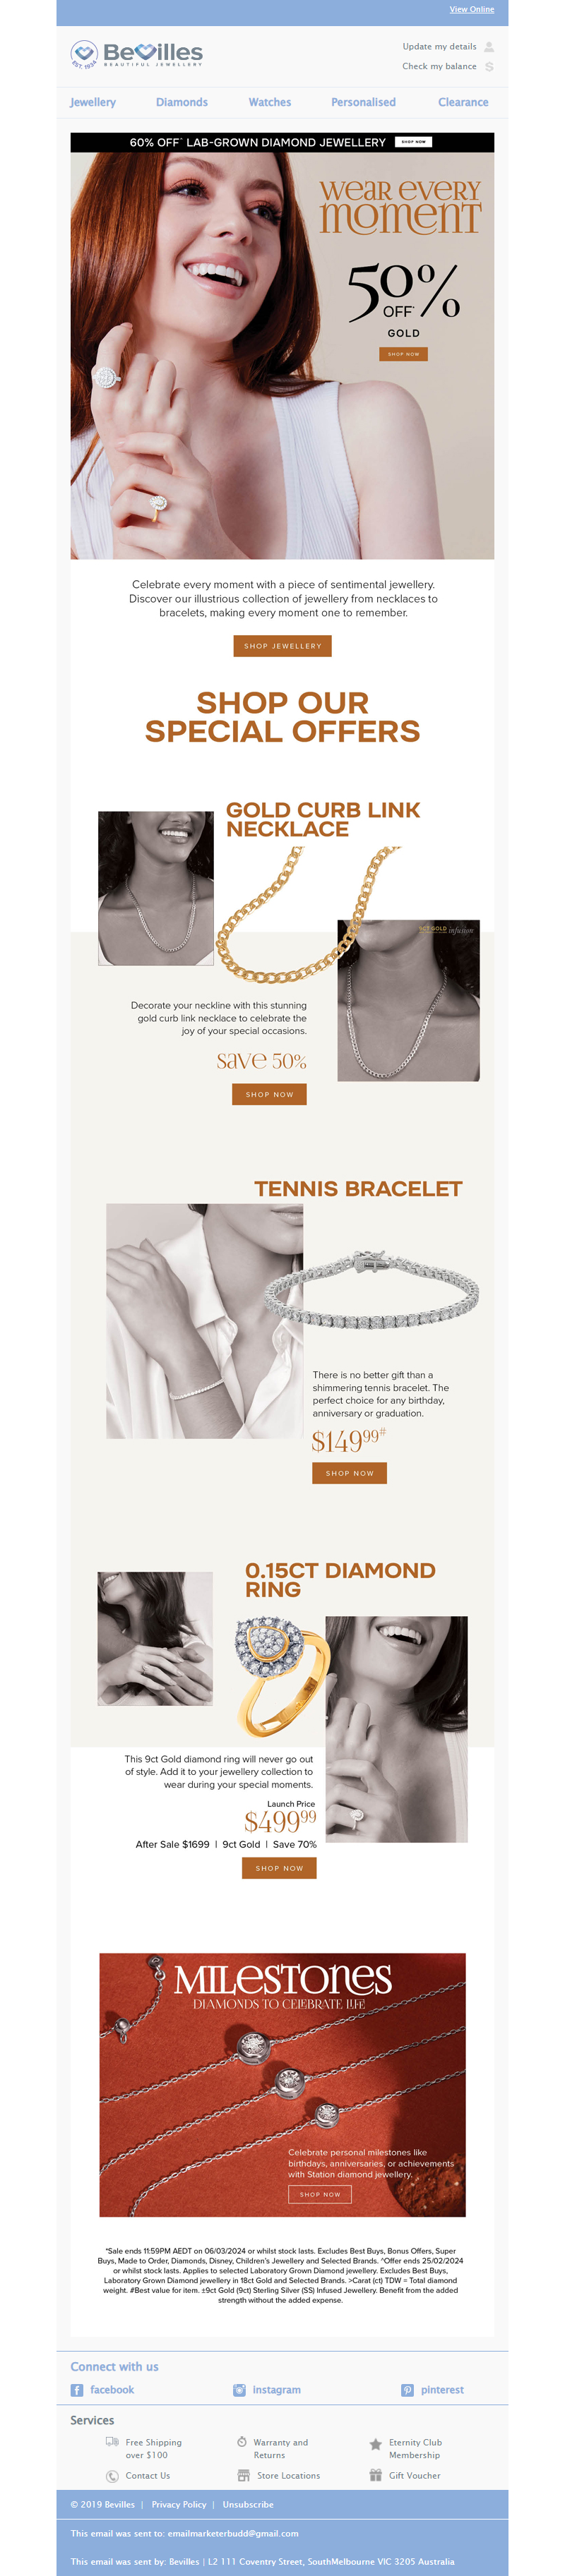 View Online
BeVilles
BEAUTIFUL JEWELLERY
EST. 1934
Update my details
Check my balance
Jewellery Diamonds Watches Personalised Clearance
60% OFF^ LAB-GROWN DIAMOND JEWELLERY SHOP NOW
wear every
moment
50%
OFF*
GOLD
SHOP NOW
Celebrate every moment with a piece of sentimental jewellery.
Discover our illustrious collection of jewellery from necklaces to
bracelets, making every moment one to remember.
SHOP JEWELLERY
SHOP OUR
SPECIAL OFFERS
GOLD CURB LINK
NECKLACE
9CT GOLD infusion
Decorate your neckline with this stunning
gold curb link necklace to celebrate the
joy of your special occasions.
save 50%
SHOP NOW
TENNIS BRACELET
There is no better gift than a
shimmering tennis bracelet. The
perfect choice for any birthday,
anniversary or graduation.
$149⁹⁹#
SHOP NOW
0.15CT DIAMOND
RING
This 9ct Gold diamond ring will never go out
of style. Add it to your jewellery collection to
wear during your special moments.
Launch Price
$499⁹⁹
After Sale $1699 | 9ct Gold | Save 70%
SHOP NOW
MILESTONES
DIAMONDS TO CELEBRATE LIFE
Celebrate personal milestones like
birthdays, anniversaries, or achievements
with Station diamond jewellery.
SHOP NOW
*Sale ends 11:59PM AEDT on 06/03/2024 or whilst stock lasts. Excludes Best Buys, Bonus Offers, Super
Buys, Made to Order, Diamonds, Disney, Children's Jewellery and Selected Brands. ^Offer ends 25/02/2024
or whilst stock lasts. Applies to selected Laboratory Grown Diamond jewellery. Excludes Best Buys,
Laboratory Grown Diamond jewellery in 18ct Gold and Selected Brands. >Carat (ct) TDW = Total diamond
weight. #Best value for item. ±9ct Gold (9ct) Sterling Silver (SS) Infused Jewellery. Benefit from the added
strength without the added expense.
Connect with us
facebook instagram pinterest
Services
Free Shipping
over $100
Warranty and
Returns
Eternity Club
Membership
Contact Us Store Locations Gift Voucher
© 2019 Bevilles | Privacy Policy | Unsubscribe
This email was sent to: emailmarketerbudd@gmail.com
This email was sent by: Bevilles | L2 111 Coventry Street, SouthMelbourne VIC 3205 Australia